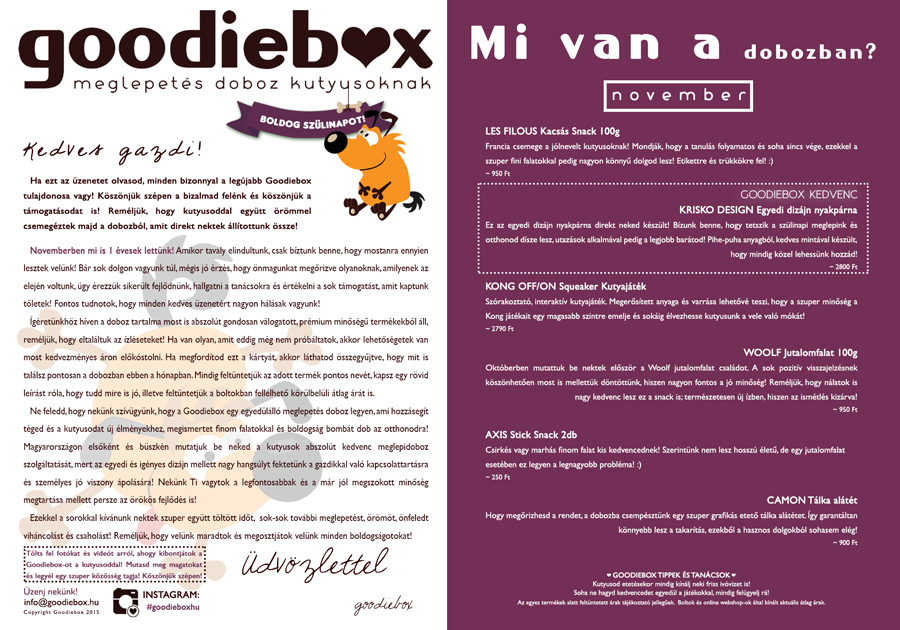 goodiebox
meglepetés doboz kutyusoknak
BOLDOG SZÜLINAPOT!
Kedves gazdi!
Ha ezt az üzenetet olvasod, minden bizonnyal a legújabb Goodiebox
tulajdonosa vagy! Köszönjük szépen a bizalmad felénk és köszönjük a
támogatásodat is! Reméljük, hogy kutyusoddal együtt örömmel
csemegéztek majd a dobozból, amit direkt nektek állítottunk össze!
Novemberben mi is 1 évesek lettünk! Amikor tavaly elindultunk, csak bíztunk benne, hogy mostanra ennyien
lesztek velünk! Bár sok dolgon vagyunk túl, mégis jó érzés, hogy önmagunkat megőrizve olyanoknak, amilyenek az
elején voltunk, úgy érezzük sikerült fejlődnünk, hallgatni a tanácsokra és értékelni a sok támogatást, amit kaptunk
tőletek! Fontos tudnotok, hogy minden kedves üzenetért nagyon hálásak vagyunk!
Ígéretünkhöz híven a doboz tartalma most is abszolút gondosan válogatott, prémium minőségű termékekből áll,
reméljük, hogy eltaláltuk az ízléseteket! Ha van olyan, amit eddig még nem próbáltatok, akkor lehetőségetek van
most kedvezményes áron előkóstolni. Ha megfordítod ezt a kártyát, akkor láthatod összegyűjtve, hogy mit is
találsz pontosan a dobozban ebben a hónapban. Mindig feltüntetjük az adott termék pontos nevét, kapsz egy rövid
leírást róla, hogy tudd mire is jó, illetve feltüntetjük a boltokban fellelhető körülbelüli átlag árát is.
Ne feledd, hogy nekünk szívügyünk, hogy a Goodiebox egy egyedülálló meglepetés doboz legyen, ami hozzásegít
téged és a kutyusodat új élményekhez, megismertet finom falatokkal és boldogság bombát dob az otthonodra!
Magyarországon elsőként és büszkén mutatjuk be neked a kutyusok abszolút kedvenc meglepidoboz
szolgáltatását, mert az egyedi és igényes dizájn mellett nagy hangsúlyt fektetünk a gazdikkal való kapcsolattartásra
és személyes jó viszony ápolására! Nekünk Ti vagytok a legfontosabbak és a már jól megszokott minőség
megtartása mellett persze az örökös fejlődés is!
Ezekkel a sorokkal kívánunk nektek szuper együtt töltött időt, sok-sok további meglepetést, örömöt, önfeledt
viháncolást és csaholást! Reméljük, hogy velünk maradtok és megosztjátok velünk minden boldogságotokat!
Tölts fel fotókat és videót arról, ahogy kibontjátok a
Goodiebox-ot a kutyusoddal! Mutasd meg magatokat
és legyél egy szuper közösség tagja! Köszönjük szépen!
Üdvözlettel
goodiebox
Üzenj nekünk!
info@goodiebox.hu
Copyright Goodiebox 2015
INSTAGRAM:
#goodieboxhu
Mi van a dobozban?
november
LES FILOUS Kacsás Snack 100g
Francia csemege a jólnevelt kutyusoknak! Mondják, hogy a tanulás folyamatos és soha sincs vége, ezekkel a
szuper fini falatokkal pedig nagyon könnyű dolgod lesz! Etikettre és trükkökre fel! :)
~ 950 Ft
GOODIEBOX KEDVENC
KRISKO DESIGN Egyedi dizájn nyakpárna
Ez az egyedi dizájn nyakpárna direkt neked készült! Bízunk benne, hogy tetszik a szülinapi meglepink és
otthonod dísze lesz, utazások alkalmával pedig a legjobb barátod! Pihe-puha anyagból, kedves mintával készült,
hogy mindig közel lehessünk hozzád!
~ 2800 Ft
KONG OFF/ON Squeaker Kutyajáték
Szórakoztató, interaktív kutyajáték. Megerősített anyaga és varrása lehetővé teszi, hogy a szuper minőség a
Kong játékait egy magasabb szintre emelje és sokáig élvezhesse kutyusunk a vele való mókát!
~ 2790 Ft
WOOLF Jutalomfalat 100g
Októberben mutattuk be nektek először a Woolf jutalomfalat családot. A sok pozitív visszajelzésnek
köszönhetően most is mellettük döntöttünk, hiszen nagyon fontos a jó minőség! Reméljük, hogy nálatok is
nagy kedvenc lesz ez a snack is; természetesen új ízben, hiszen az ismétlés kizárva!
~ 950 Ft
AXIS Stick Snack 2db
Csirkés vagy marhás finom falat kis kedvencednek! Szerintünk nem lesz hosszú életű, de egy jutalomfalat
esetében ez legyen a legnagyobb probléma! :)
~ 250 Ft
CAMON Tálka alátét
Hogy megőrizhesd a rendet, a dobozba csempésztünk egy szuper grafikás etető tálka alátétet. Így garantáltan
könnyebb lesz a takarítás, ezekből a hasznos dolgokból sohasem elég!
~ 900 Ft
♥ GOODIEBOX TIPPEK ÉS TANÁCSOK ♥
Kutyusod etetésekor mindig kínálj neki friss ivóvizet is!
Soha ne hagyd kedvencedet egyedül a játékokkal, mindig felügyelj rá!
Az egyes termékek alatt feltüntetett árak tájékoztató jellegűek. Boltok és online webshop-ok által kínált aktuális átlag árak.